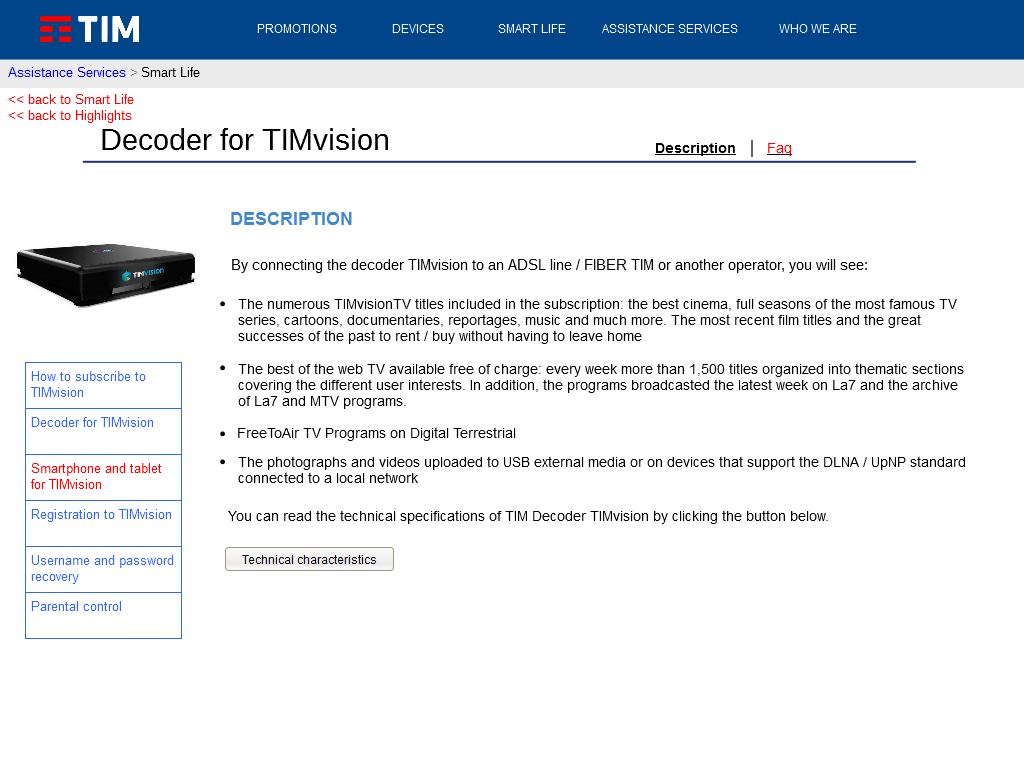 TIM
PROMOTIONS DEVICES SMART LIFE ASSISTANCE SERVICES WHO WE ARE
Assistance Services > Smart Life
<< back to Smart Life
<< back to Highlights
Decoder for TIMvision
Description | Faq
DESCRIPTION
TIMVISION
By connecting the decoder TIMvision to an ADSL line / FIBER TIM or another operator, you will see:
• The numerous TIMvisionTV titles included in the subscription: the best cinema, full seasons of the most famous TV
series, cartoons, documentaries, reportages, music and much more. The most recent film titles and the great
successes of the past to rent / buy without having to leave home
• The best of the web TV available free of charge: every week more than 1,500 titles organized into thematic sections
covering the different user interests. In addition, the programs broadcasted the latest week on La7 and the archive
of La7 and MTV programs.
• FreeToAir TV Programs on Digital Terrestrial
• The photographs and videos uploaded to USB external media or on devices that support the DLNA / UpNP standard
connected to a local network
You can read the technical specifications of TIM Decoder TIMvision by clicking the button below.
Technical characteristics
How to subscribe to
TIMvision
Decoder for TIMvision
Smartphone and tablet
for TIMvision
Registration to TIMvision
Username and password
recovery
Parental control